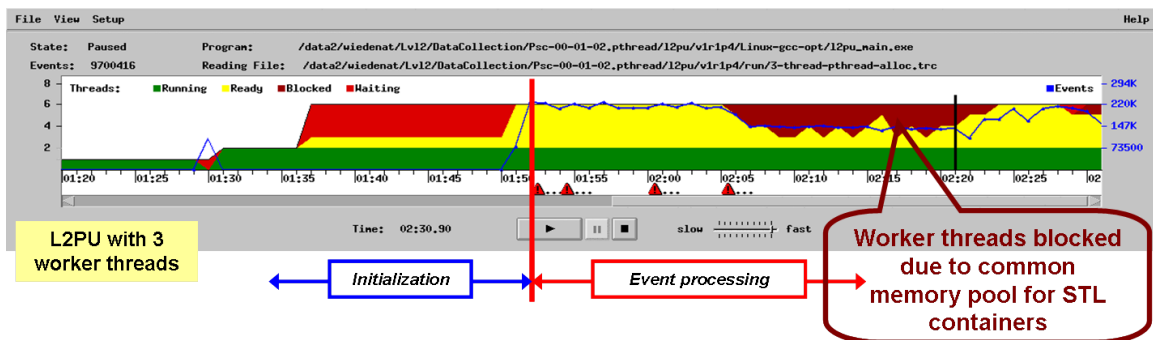 File View Setup Help
State: Paused Program: /data2/wiedenat/Lvl2/DataCollection/Psc-00-01-02.pthread/l2pu/v1r1p4/Linux-gcc-opt/l2pu_main.exe
Events: 9700416 Reading File: /data2/wiedenat/Lvl2/DataCollection/Psc-00-01-02.pthread/l2pu/v1r1p4/run/3-thread-pthread-alloc.trc
8 Threads: Running Ready Blocked Waiting Events 294K
6 220K
4 147K
2 73500
01:20 01:25 01:30 01:35 01:40 01:45 01:50 01:55 02:00 02:05 02:10 02:15 02:20 02:25 02:
... ... ... ...
Time: 02:30.90 slow fast
L2PU with 3
worker threads
Initialization
Event processing
Worker threads blocked
due to common
memory pool for STL
containers